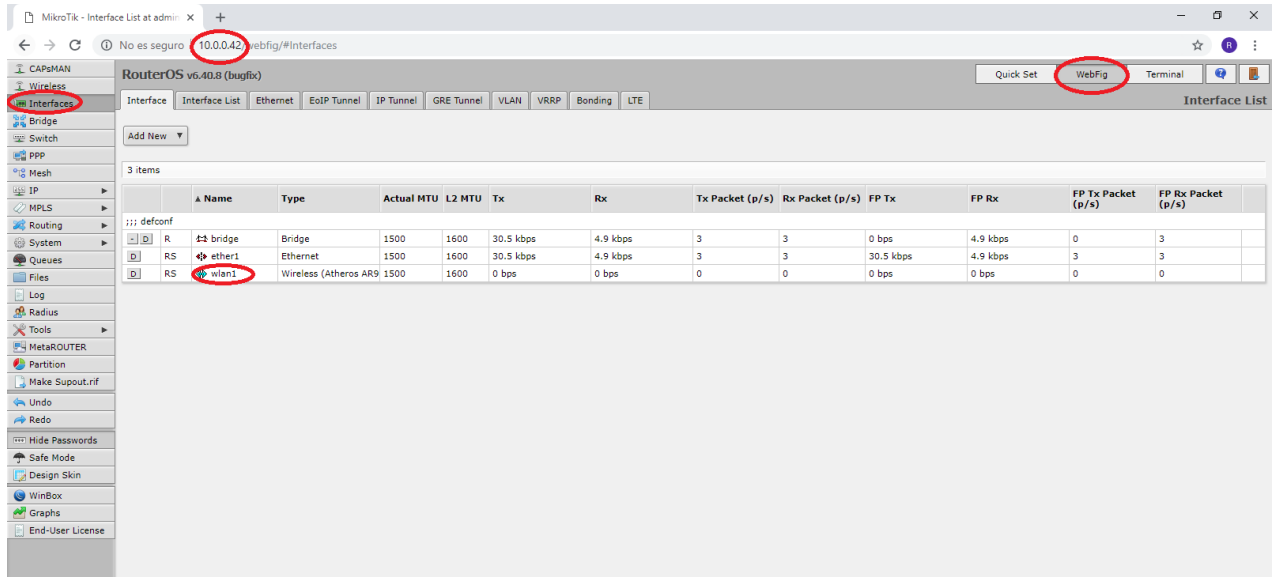 MikroTik - Interface List at admin
No es seguro 10.0.0.42/webfig/#Interfaces
R
CAPsMAN
Wireless
Interfaces
Bridge
Switch
PPP
Mesh
IP
MPLS
Routing
System
Queues
Files
Log
Radius
Tools
MetaROUTER
Partition
Make Supout.rif
Undo
Redo
Hide Passwords
Safe Mode
Design Skin
WinBox
Graphs
End-User License
RouterOS v6.40.8 (bugfix)
Quick Set WebFig Terminal
Interface Interface List Ethernet EoIP Tunnel IP Tunnel GRE Tunnel VLAN VRRP Bonding LTE
Interface List
Add New ▼
3 items
▲ Name Type Actual MTU L2 MTU Tx Rx Tx Packet (p/s) Rx Packet (p/s) FP Tx FP Rx FP Tx Packet (p/s) FP Rx Packet (p/s)
;;; defconf
- D R bridge Bridge 1500 1600 30.5 kbps 4.9 kbps 3 3 0 bps 4.9 kbps 0 3
D RS ether1 Ethernet 1500 1600 30.5 kbps 4.9 kbps 3 3 30.5 kbps 4.9 kbps 3 3
D RS wlan1 Wireless (Atheros AR9 1500 1600 0 bps 0 bps 0 0 0 bps 0 bps 0 0